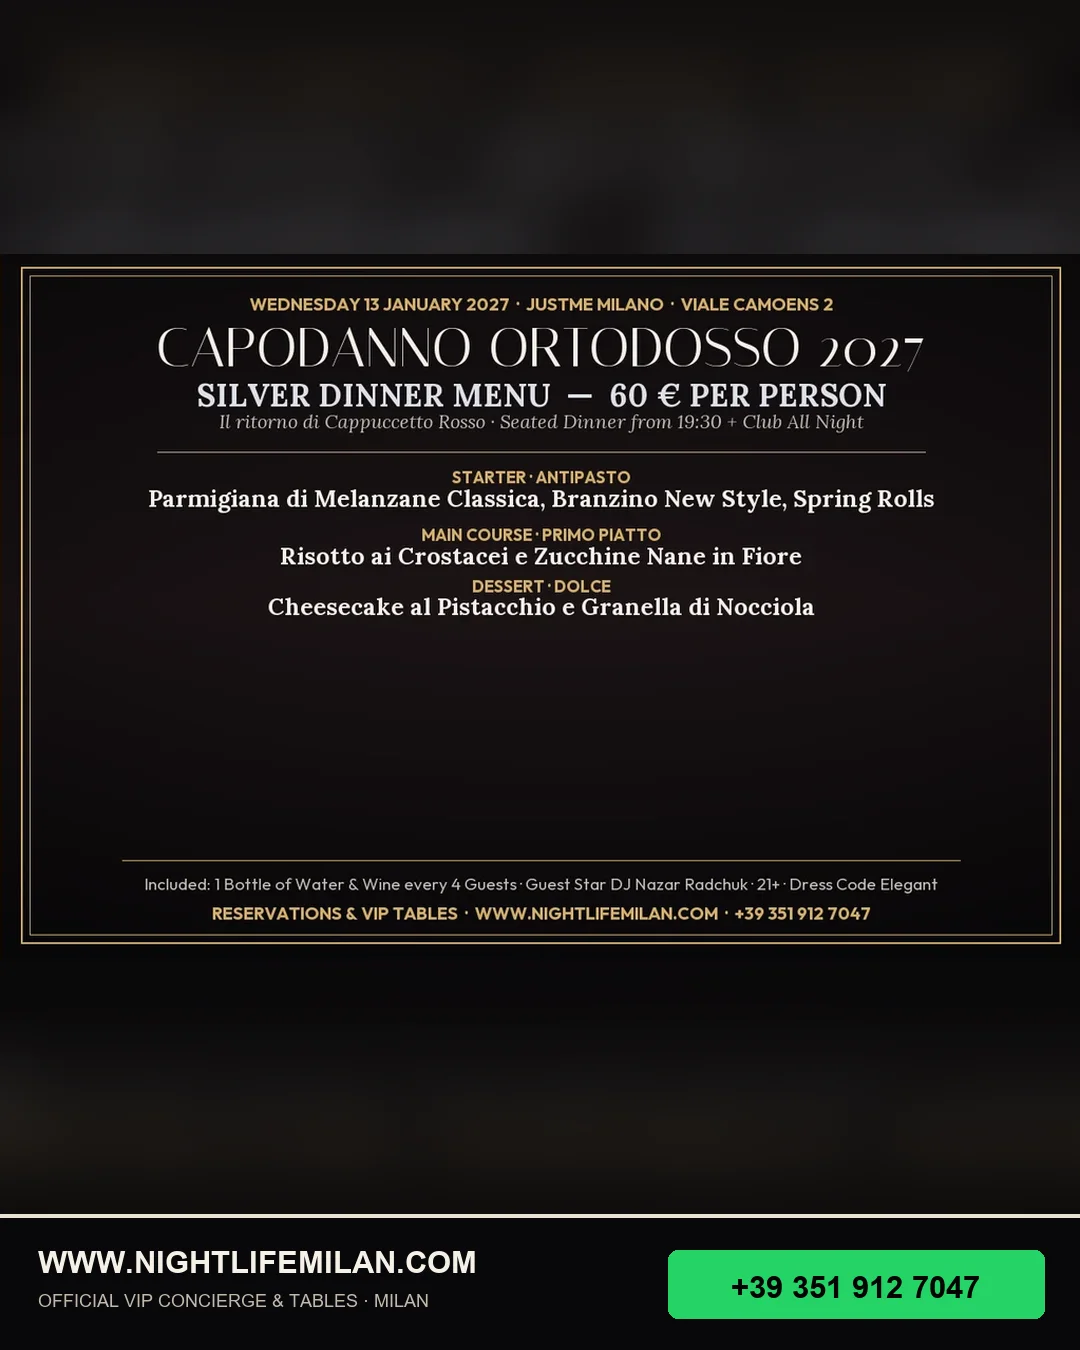 WEDNESDAY 13 JANUARY 2027 · JUSTME MILANO · VIALE CAMOENS 2
CAPODANNO ORTODOSSO 2027
SILVER DINNER MENU — 60 € PER PERSON
Il ritorno di Cappuccetto Rosso · Seated Dinner from 19:30 + Club All Night
STARTER · ANTIPASTO
Parmigiana di Melanzane Classica, Branzino New Style, Spring Rolls
MAIN COURSE · PRIMO PIATTO
Risotto ai Crostacei e Zucchine Nane in Fiore
DESSERT · DOLCE
Cheesecake al Pistacchio e Granella di Nocciola
Included: 1 Bottle of Water & Wine every 4 Guests · Guest Star DJ Nazar Radchuk · 21+ · Dress Code Elegant
RESERVATIONS & VIP TABLES · WWW.NIGHTLIFEMILAN.COM · +39 351 912 7047
WWW.NIGHTLIFEMILAN.COM
OFFICIAL VIP CONCIERGE & TABLES · MILAN
+39 351 912 7047